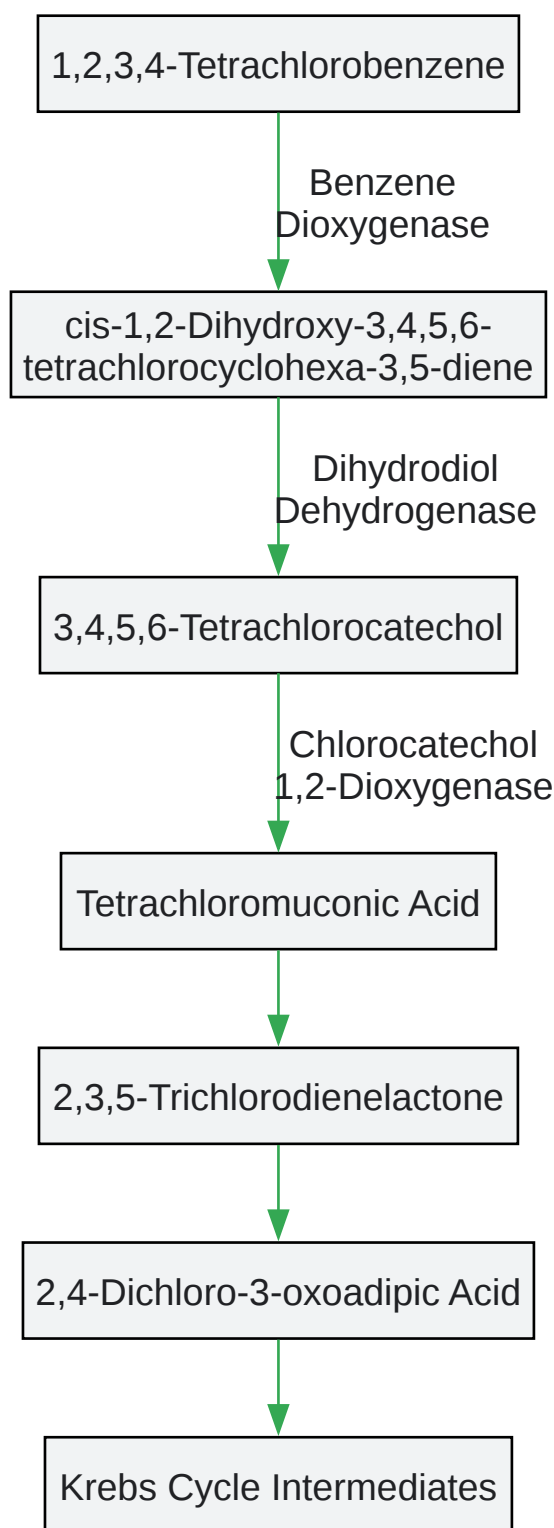 1,2,3,4-Tetrachlorobenzene
Benzene
Dioxygenase
cis-1,2-Dihydroxy-3,4,5,6-
tetrachlorocyclohexa-3,5-diene
Dihydrodiol
Dehydrogenase
3,4,5,6-Tetrachlorocatechol
Chlorocatechol
1,2-Dioxygenase
Tetrachloromuconic Acid
2,3,5-Trichlorodienelactone
2,4-Dichloro-3-oxoadipic Acid
Krebs Cycle Intermediates